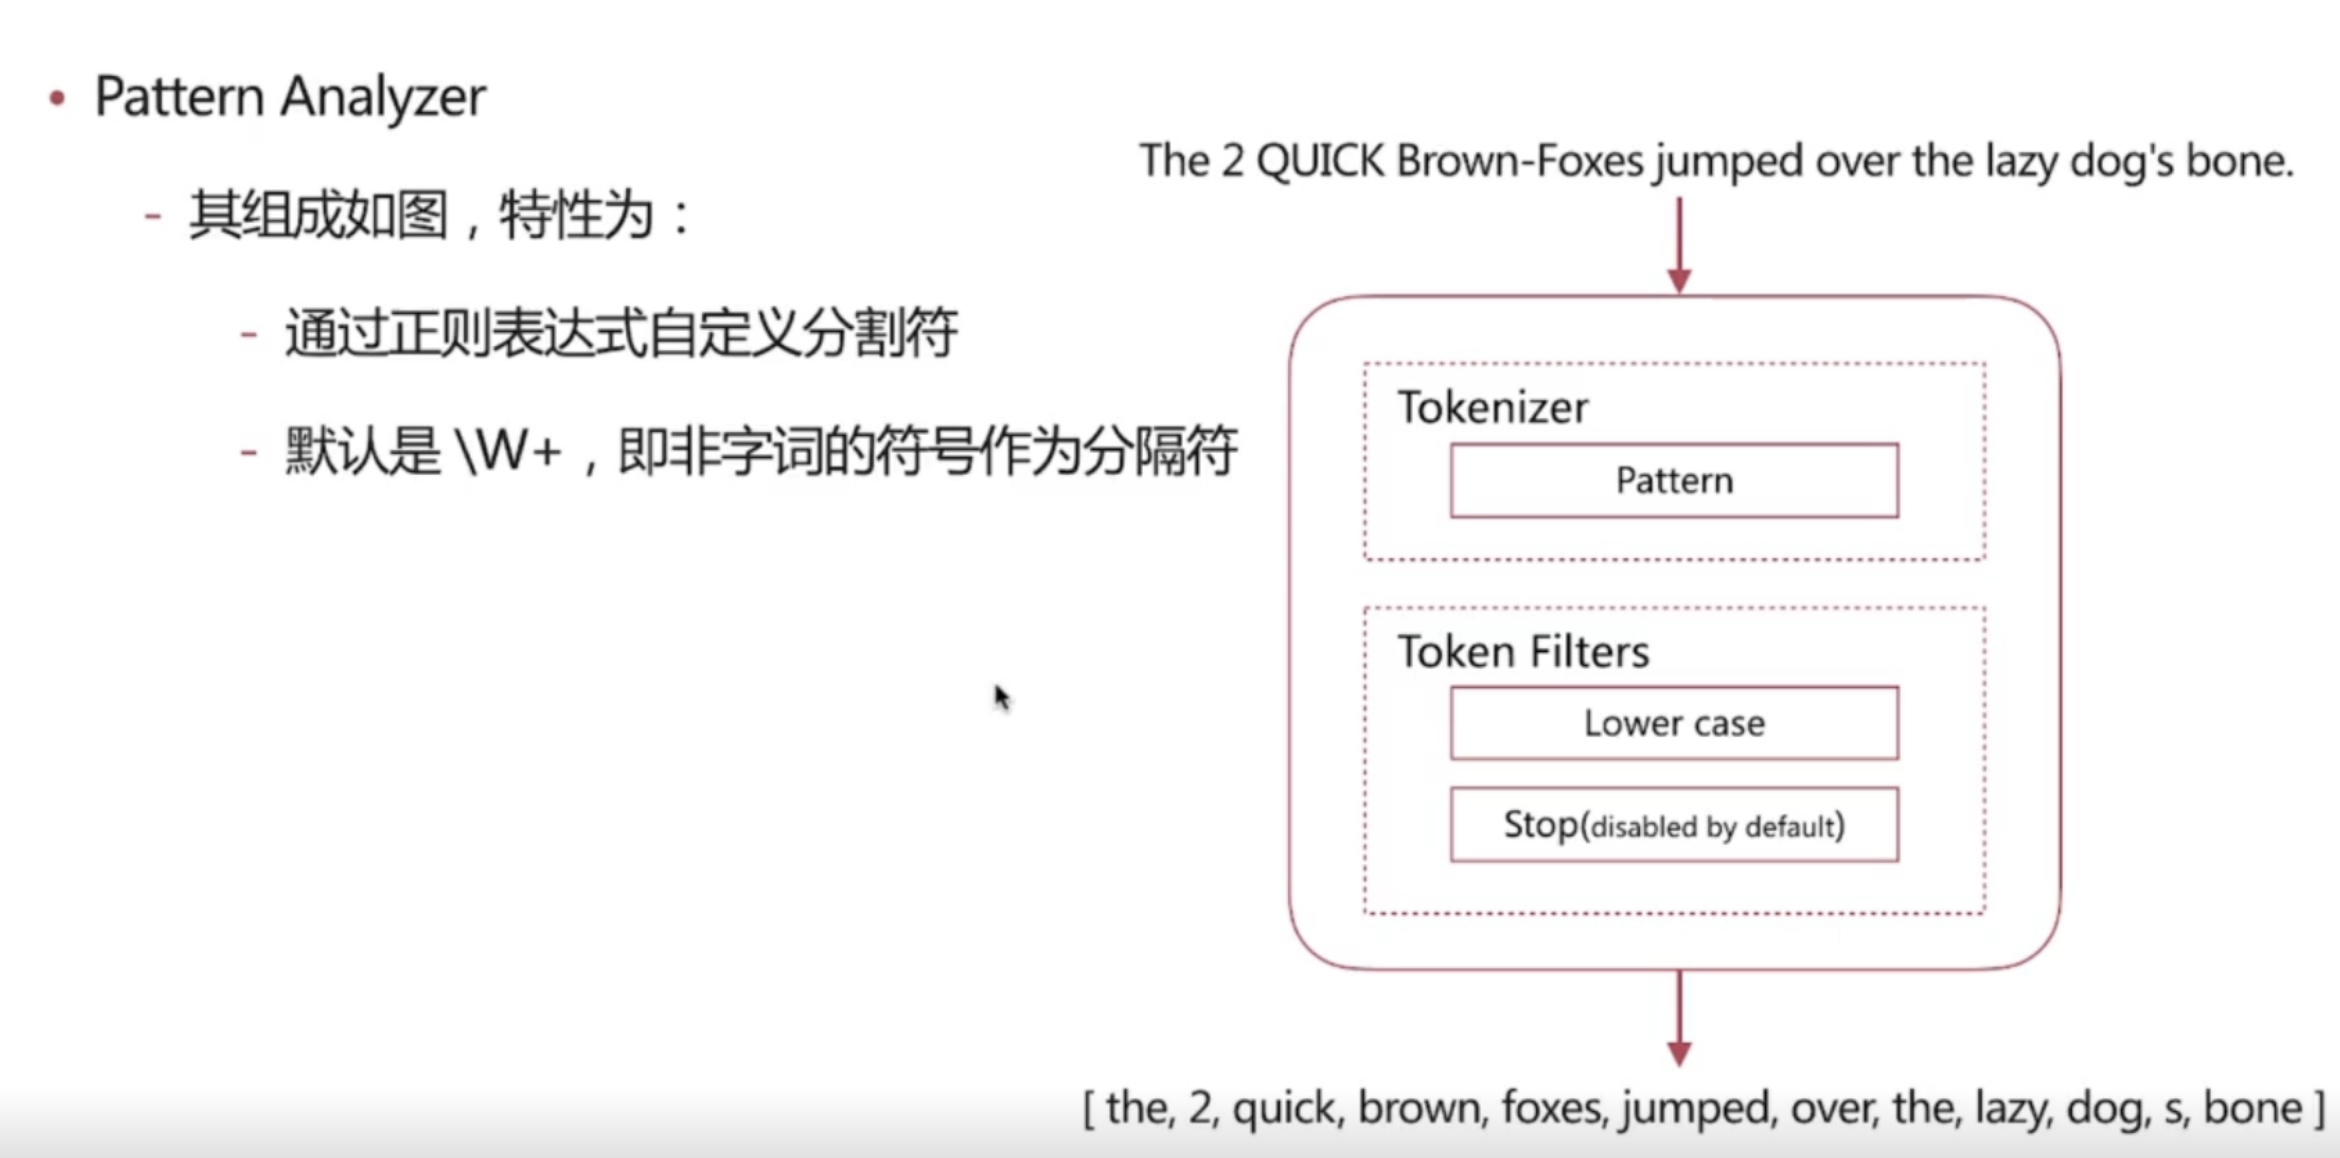 • Pattern Analyzer
- 其组成如图，特性为：
- 通过正则表达式自定义分割符
- 默认是 \W+，即非字词的符号作为分隔符
The 2 QUICK Brown-Foxes jumped over the lazy dog's bone.
Tokenizer
Pattern
Token Filters
Lower case
Stop(disabled by default)
[ the, 2, quick, brown, foxes, jumped, over, the, lazy, dog, s, bone ]